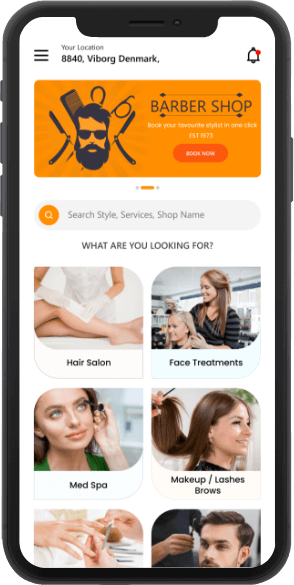 Your Location
8840, Viborg Denmark,
BARBER SHOP
Book your favourite stylist in one click
EST 1673
BOOK NOW
Search Style, Services, Shop Name
WHAT ARE YOU LOOKING FOR?
Hair Salon
Face Treatments
Med Spa
Makeup / Lashes
Brows